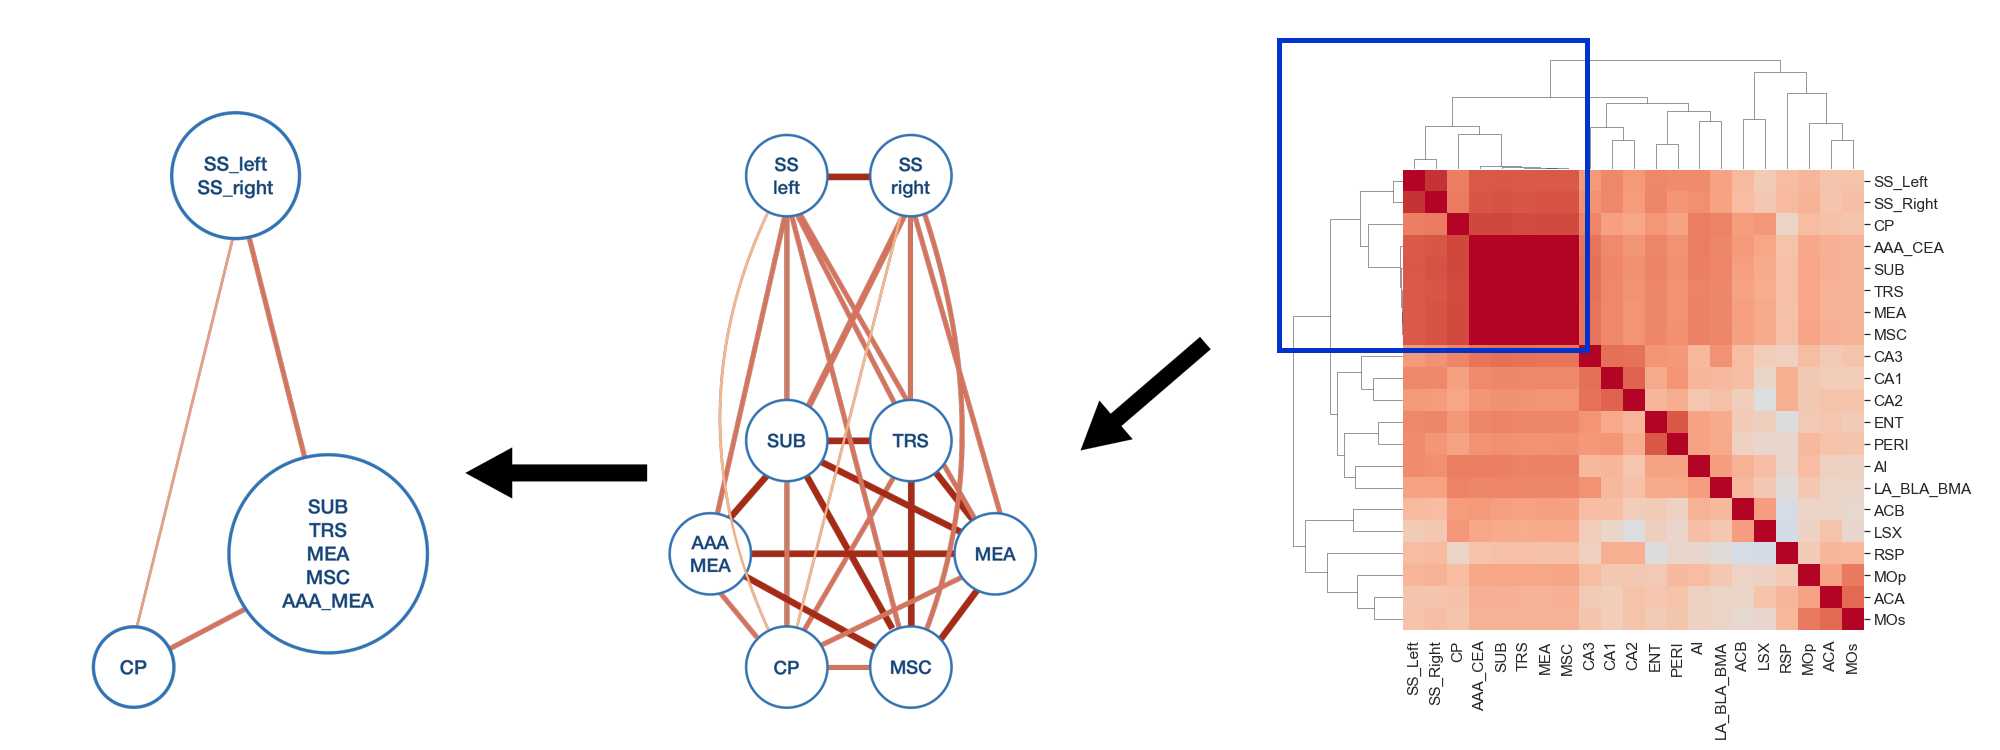 SS_left
SS_right
SUB
TRS
MEA
MSC
AAA_MEA
CP
SS
left
SS
right
SUB
TRS
AAA
MEA
MEA
CP
MSC
SS_Left
SS_Right
CP
AAA_CEA
SUB
TRS
MEA
MSC
CA3
CA1
CA2
ENT
PERI
AI
LA_BLA_BMA
ACB
LSX
RSP
MOp
ACA
MOs
SS_Left
SS_Right
CP
AAA_CEA
SUB
TRS
MEA
MSC
CA3
CA1
CA2
ENT
PERI
AI
LA_BLA_BMA
ACB
LSX
RSP
MOp
ACA
MOs